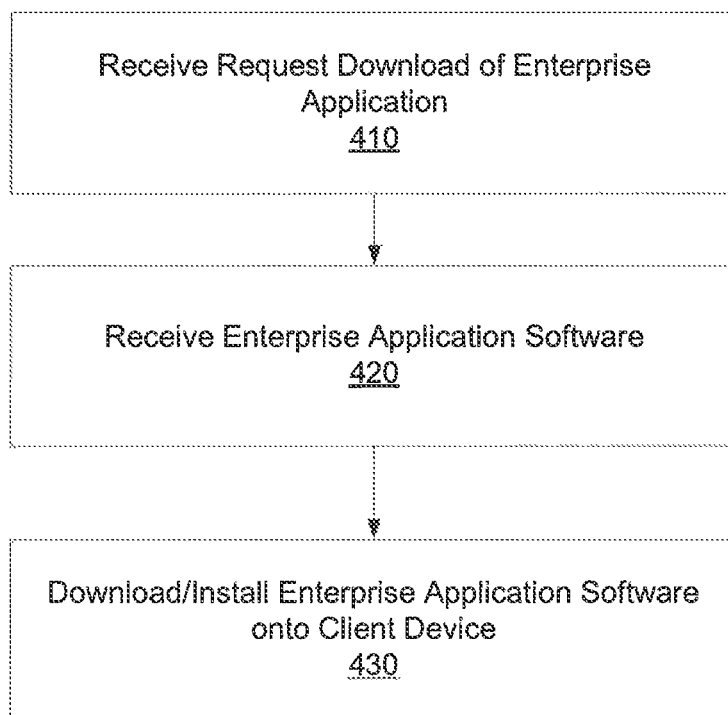 Receive Request Download of Enterprise
Application
410
Receive Enterprise Application Software
420
Download/Install Enterprise Application Software
onto Client Device
430